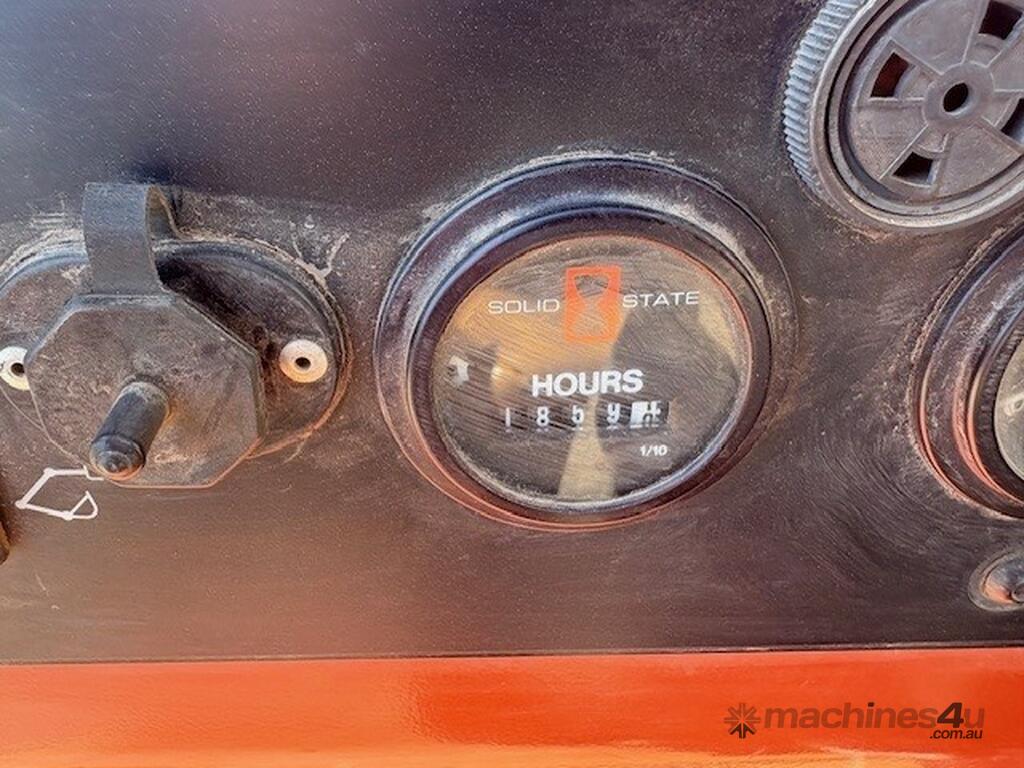 SOLID STATE
HOURS
1859
1/10
machines4u
.com.au